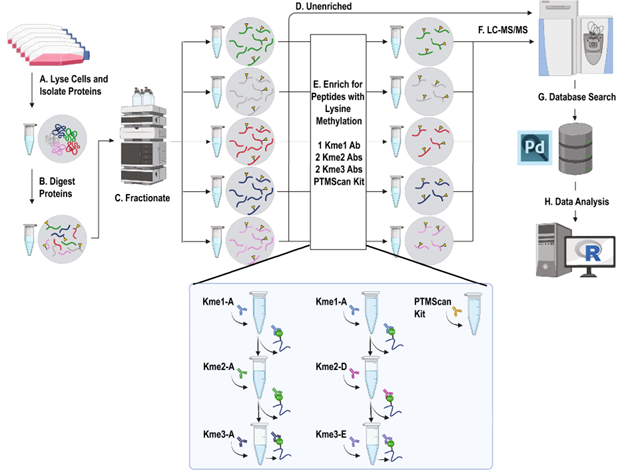 D. Unenriched
F. LC-MS/MS
A. Lyse Cells and
Isolate Proteins
E. Enrich for
Peptides with
Lysine
Methylation
1 Kme1 Ab
2 Kme2 Abs
2 Kme3 Abs
PTMScan Kit
G. Database Search
Pd
B. Digest
Proteins
C. Fractionate
H. Data Analysis
R
Kme1-A
Kme1-A
PTMScan
Kit
Kme2-A
Kme2-D
Kme3-A
Kme3-E